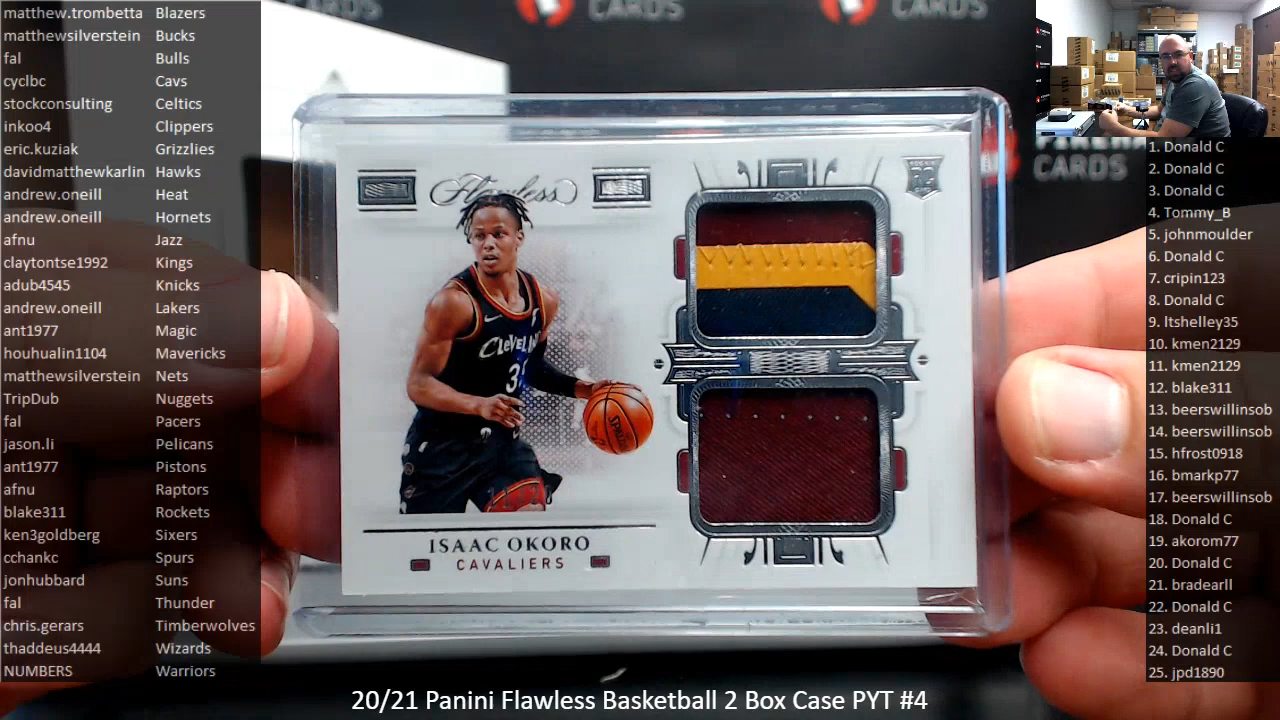 matthew.trombetta Blazers
matthewsilverstein Bucks
fal Bulls
cyclbc Cavs
stockconsulting Celtics
inkoo4 Clippers
eric.kuziak Grizzlies
davidmatthewkarlin Hawks
andrew.oneill Heat
andrew.oneill Hornets
afnu Jazz
claytontse1992 Kings
adub4545 Knicks
andrew.oneill Lakers
ant1977 Magic
houhualin1104 Mavericks
matthewsilverstein Nets
TripDub Nuggets
fal Pacers
jason.li Pelicans
ant1977 Pistons
afnu Raptors
blake311 Rockets
ken3goldberg Sixers
cchankc Spurs
jonhubbard Suns
fal Thunder
chris.gerars Timberwolves
thaddeus4444 Wizards
NUMBERS Warriors
CARDS
CARDS
CARDS
Flawless
CLEVELAND
SPALDING
ISAAC OKORO
CAVALIERS
CARDS
1. Donald C
2. Donald C
3. Donald C
4. Tommy_B
5. johnmoulder
6. Donald C
7. cripin123
8. Donald C
9. ltshelley35
10. kmen2129
11. kmen2129
12. blake311
13. beerswillinsob
14. beerswillinsob
15. hfrost0918
16. bmarkp77
17. beerswillinsob
18. Donald C
19. akorom77
20. Donald C
21. bradearll
22. Donald C
23. deanli1
24. Donald C
25. jpd1890
20/21 Panini Flawless Basketball 2 Box Case PYT #4